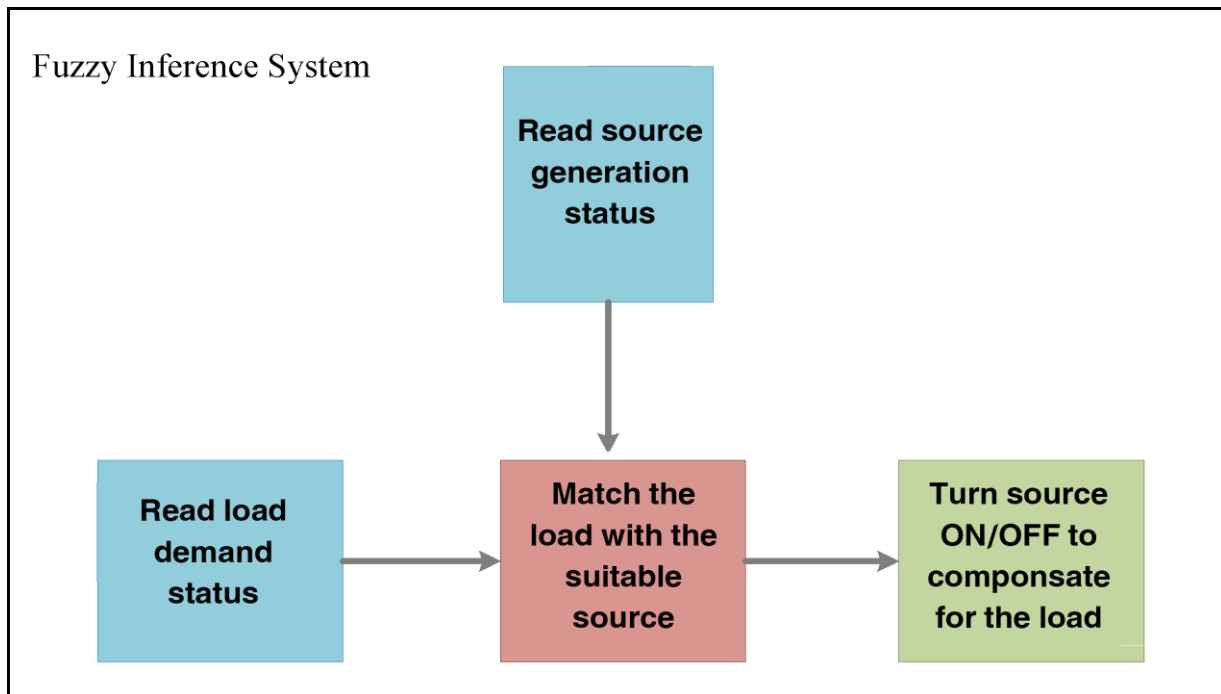 Fuzzy Inference System
Read source
generation
status
Read load
demand
status
Match the
load with the
suitable
source
Turn source
ON/OFF to
componsate
for the load